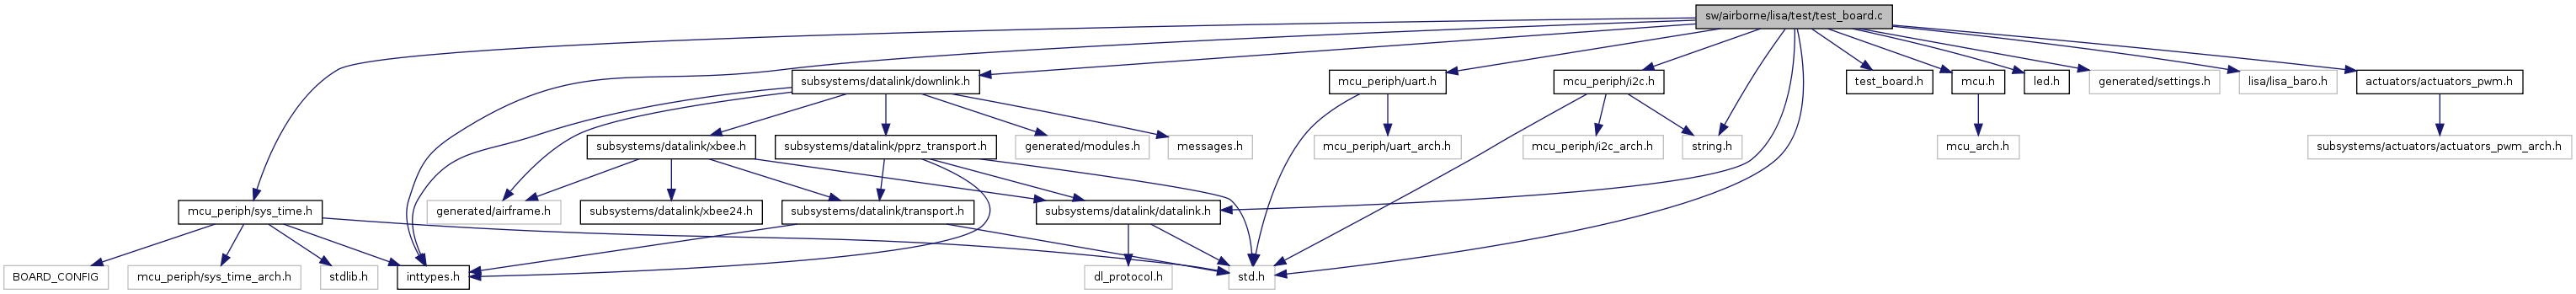 sw/airborne/lisa/test/test_board.c
subsystems/datalink/downlink.h
mcu_periph/uart.h
mcu_periph/i2c.h
test_board.h
mcu.h
led.h
generated/settings.h
lisa/lisa_baro.h
actuators/actuators_pwm.h
subsystems/datalink/xbee.h
subsystems/datalink/pprz_transport.h
generated/modules.h
messages.h
mcu_periph/uart_arch.h
mcu_periph/i2c_arch.h
string.h
mcu_arch.h
subsystems/actuators/actuators_pwm_arch.h
mcu_periph/sys_time.h
generated/airframe.h
subsystems/datalink/xbee24.h
subsystems/datalink/transport.h
subsystems/datalink/datalink.h
BOARD_CONFIG
mcu_periph/sys_time_arch.h
stdlib.h
inttypes.h
dl_protocol.h
std.h